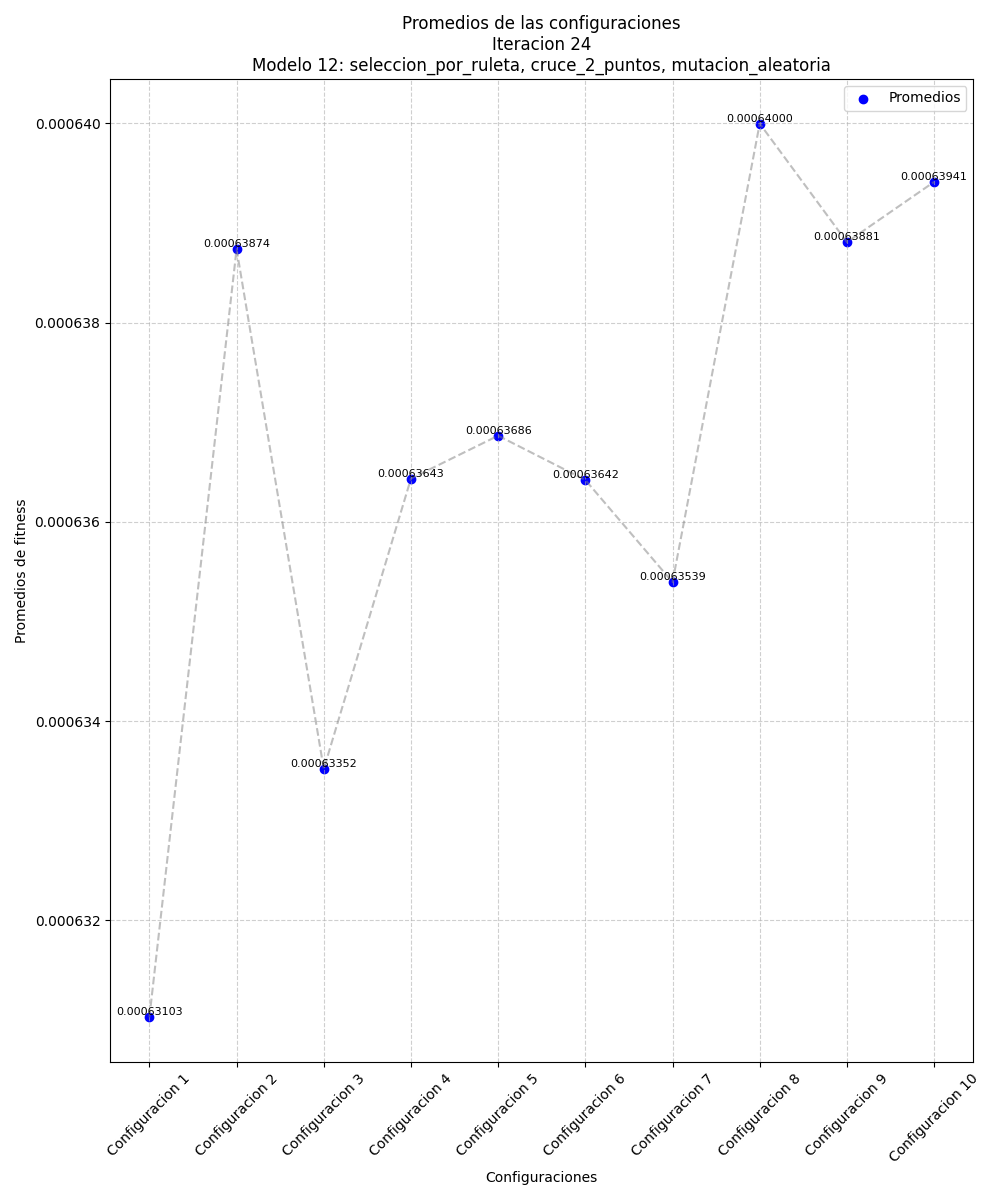 Promedios de las configuraciones
Iteracion 24
Modelo 12: seleccion_por_ruleta, cruce_2_puntos, mutacion_aleatoria
Promedios
0.000640
0.000638
0.000636
0.000634
0.000632
Promedios de fitness
0.00063103
0.00063874
0.00063352
0.00063643
0.00063686
0.00063642
0.00063539
0.00064000
0.00063881
0.00063941
Configuracion 1
Configuracion 2
Configuracion 3
Configuracion 4
Configuracion 5
Configuracion 6
Configuracion 7
Configuracion 8
Configuracion 9
Configuracion 10
Configuraciones